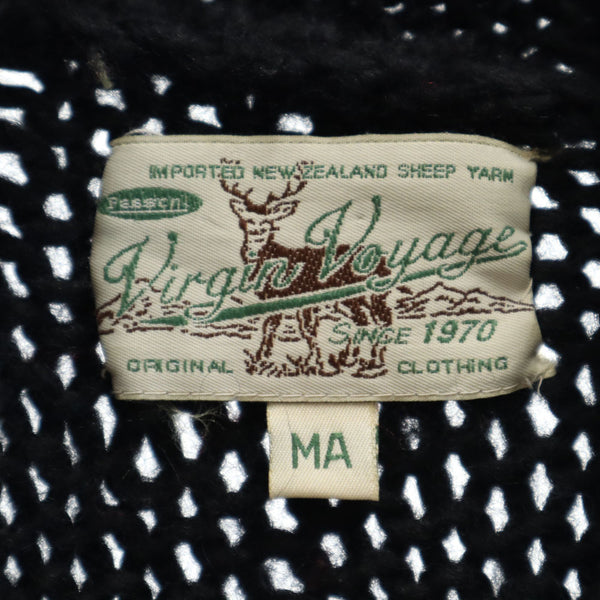 IMPORTED NEW ZEALAND SHEEP YARN
Virgin Voyage
SINCE 1970
ORIGINAL CLOTHING
MA